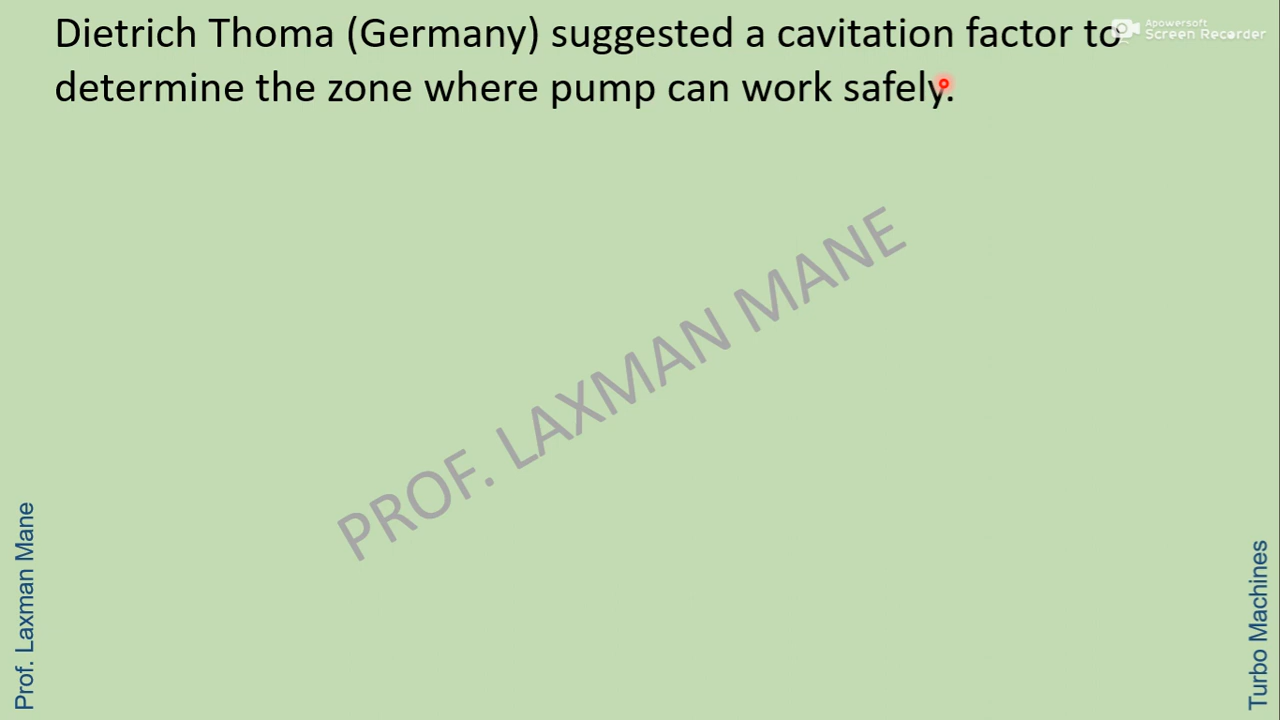 Dietrich Thoma (Germany) suggested a cavitation factor to
determine the zone where pump can work safely.
Apowersoft
Screen Recorder
PROF. LAXMAN MANE
Prof. Laxman Mane
Turbo Machines